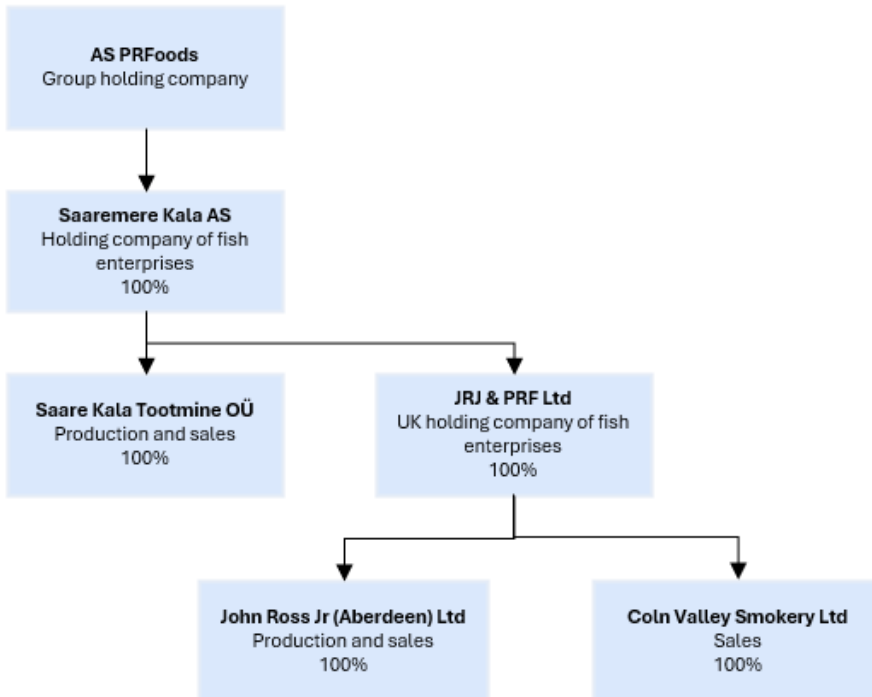 AS PRFoods
Group holding company
Saaremere Kala AS
Holding company of fish
enterprises
100%
Saare Kala Tootmine OÜ
Production and sales
100%
JRJ & PRF Ltd
UK holding company of fish
enterprises
100%
John Ross Jr (Aberdeen) Ltd
Production and sales
100%
Coln Valley Smokery Ltd
Sales
100%